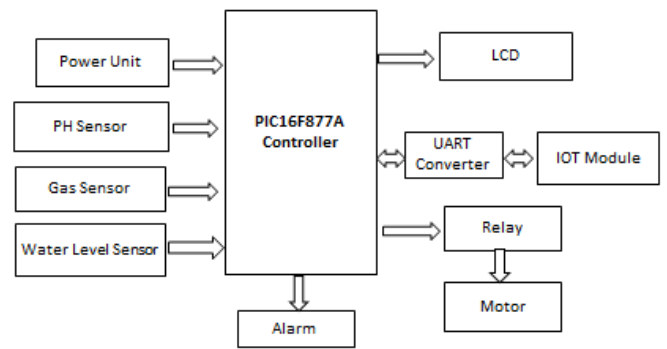 Power Unit
PH Sensor
Gas Sensor
Water Level Sensor
PIC16F877A
Controller
Alarm
LCD
UART
Converter
IOT Module
Relay
Motor